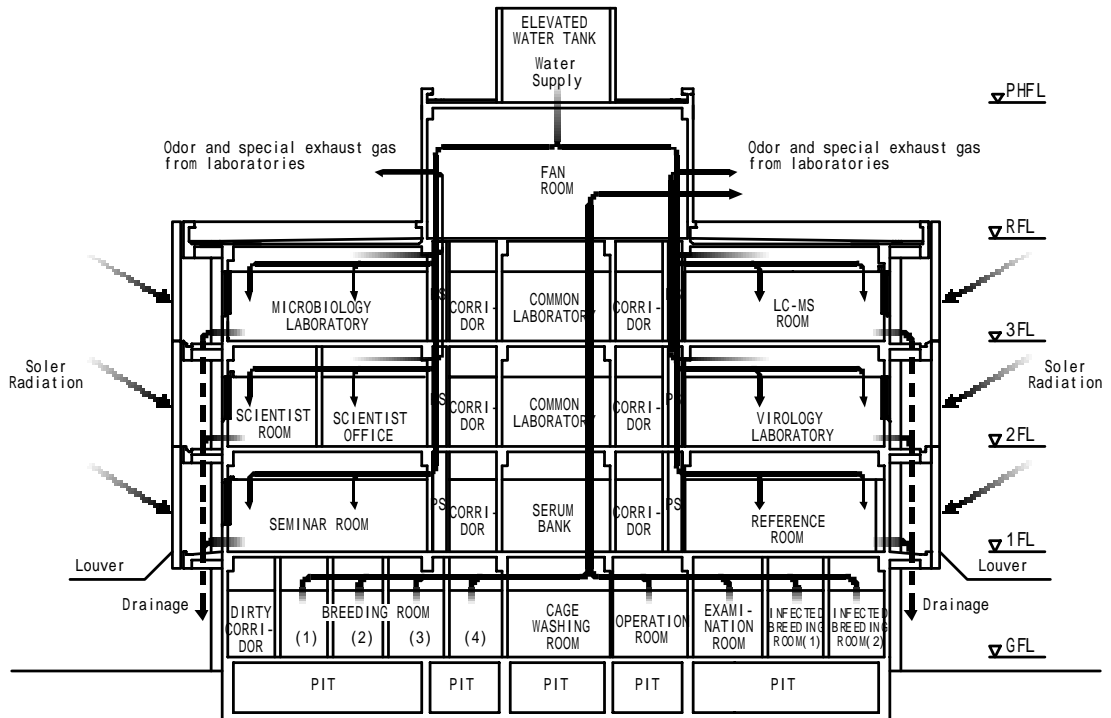 ELEVATED
WATER TANK
Water
Supply
PHFL
Odor and special exhaust gas
from laboratories
Odor and special exhaust gas
from laboratories
FAN
ROOM
RFL
MICROBIOLOGY
LABORATORY
PS
CORRI-
DOR
COMMON
LABORATORY
CORRI-
DOR
PS
LC-MS
ROOM
3FL
Soler
Radiation
Soler
Radiation
SCIENTIST
ROOM
SCIENTIST
OFFICE
PS
CORRI-
DOR
COMMON
LABORATORY
CORRI-
DOR
PS
VIROLOGY
LABORATORY
2FL
SEMINAR ROOM
PS
CORRI-
DOR
SERUM
BANK
CORRI-
DOR
PS
REFERENCE
ROOM
1FL
Louver
Louver
Drainage
Drainage
DIRTY
CORRI-
DOR
BREEDING ROOM
(1)
(2)
(3)
(4)
CAGE
WASHING
ROOM
OPERATION
ROOM
EXAMI-
NATION
ROOM
INFECTED
BREEDING
ROOM(1)
INFECTED
BREEDING
ROOM(2)
GFL
PIT
PIT
PIT
PIT
PIT